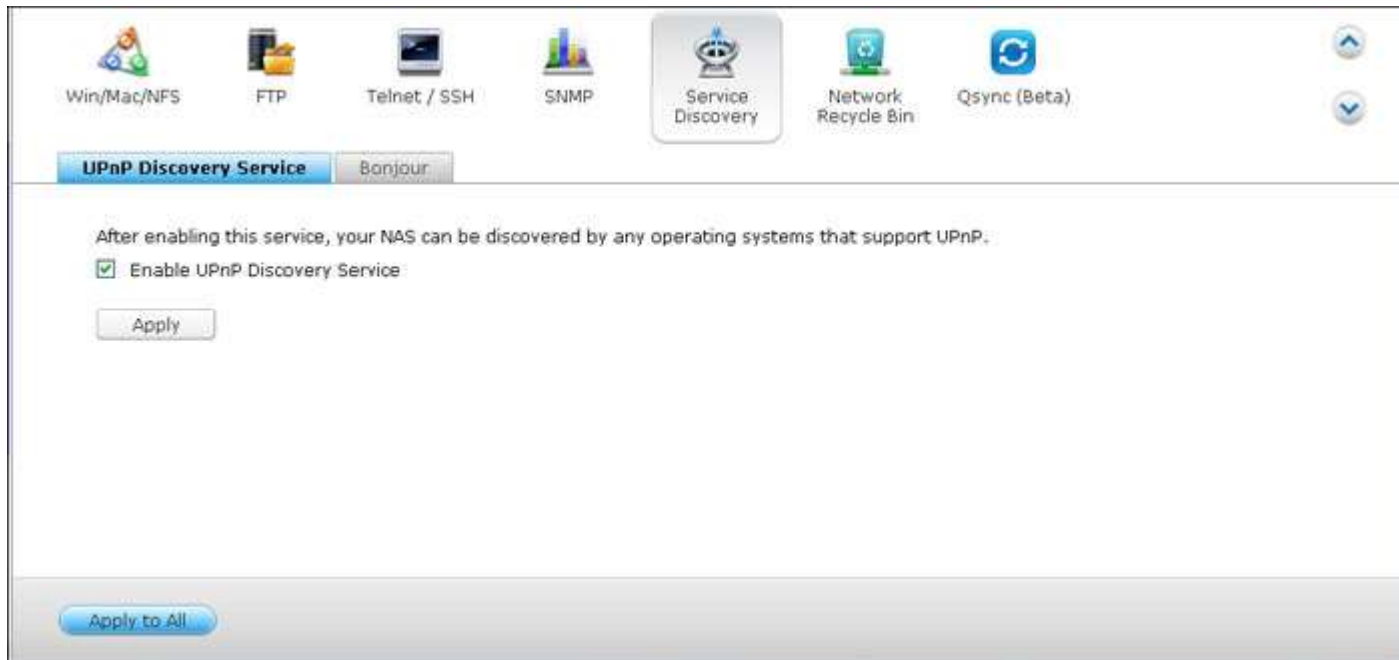 Win/Mac/NFS
FTP
Telnet / SSH
SNMP
Service
Discovery
Network
Recycle Bin
Qsync (Beta)
UPnP Discovery Service
Bonjour
After enabling this service, your NAS can be discovered by any operating systems that support UPnP.
Enable UPnP Discovery Service
Apply
Apply to All